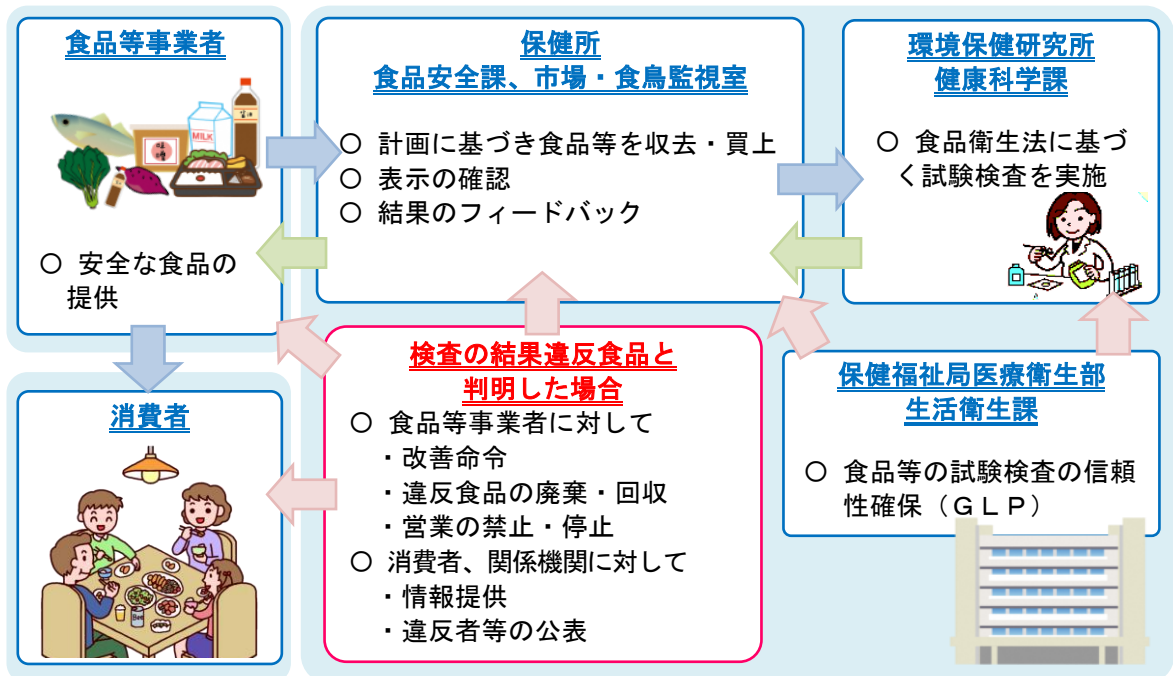 食品等事業者
MILK
味噌
醤油
〇 安全な食品の
提供
保健所
食品安全課、市場・食鳥監視室
〇 計画に基づき食品等を収去・買上
〇 表示の確認
〇 結果のフィードバック
環境保健研究所
健康科学課
〇 食品衛生法に基づ
く試験検査を実施
消費者
検査の結果違反食品と
判明した場合
〇 食品等事業者に対して
・改善命令
・違反食品の廃棄・回収
・営業の禁止・停止
〇 消費者、関係機関に対して
・情報提供
・違反者等の公表
保健福祉局医療衛生部
生活衛生課
〇 食品等の試験検査の信頼
性確保（ＧＬＰ）